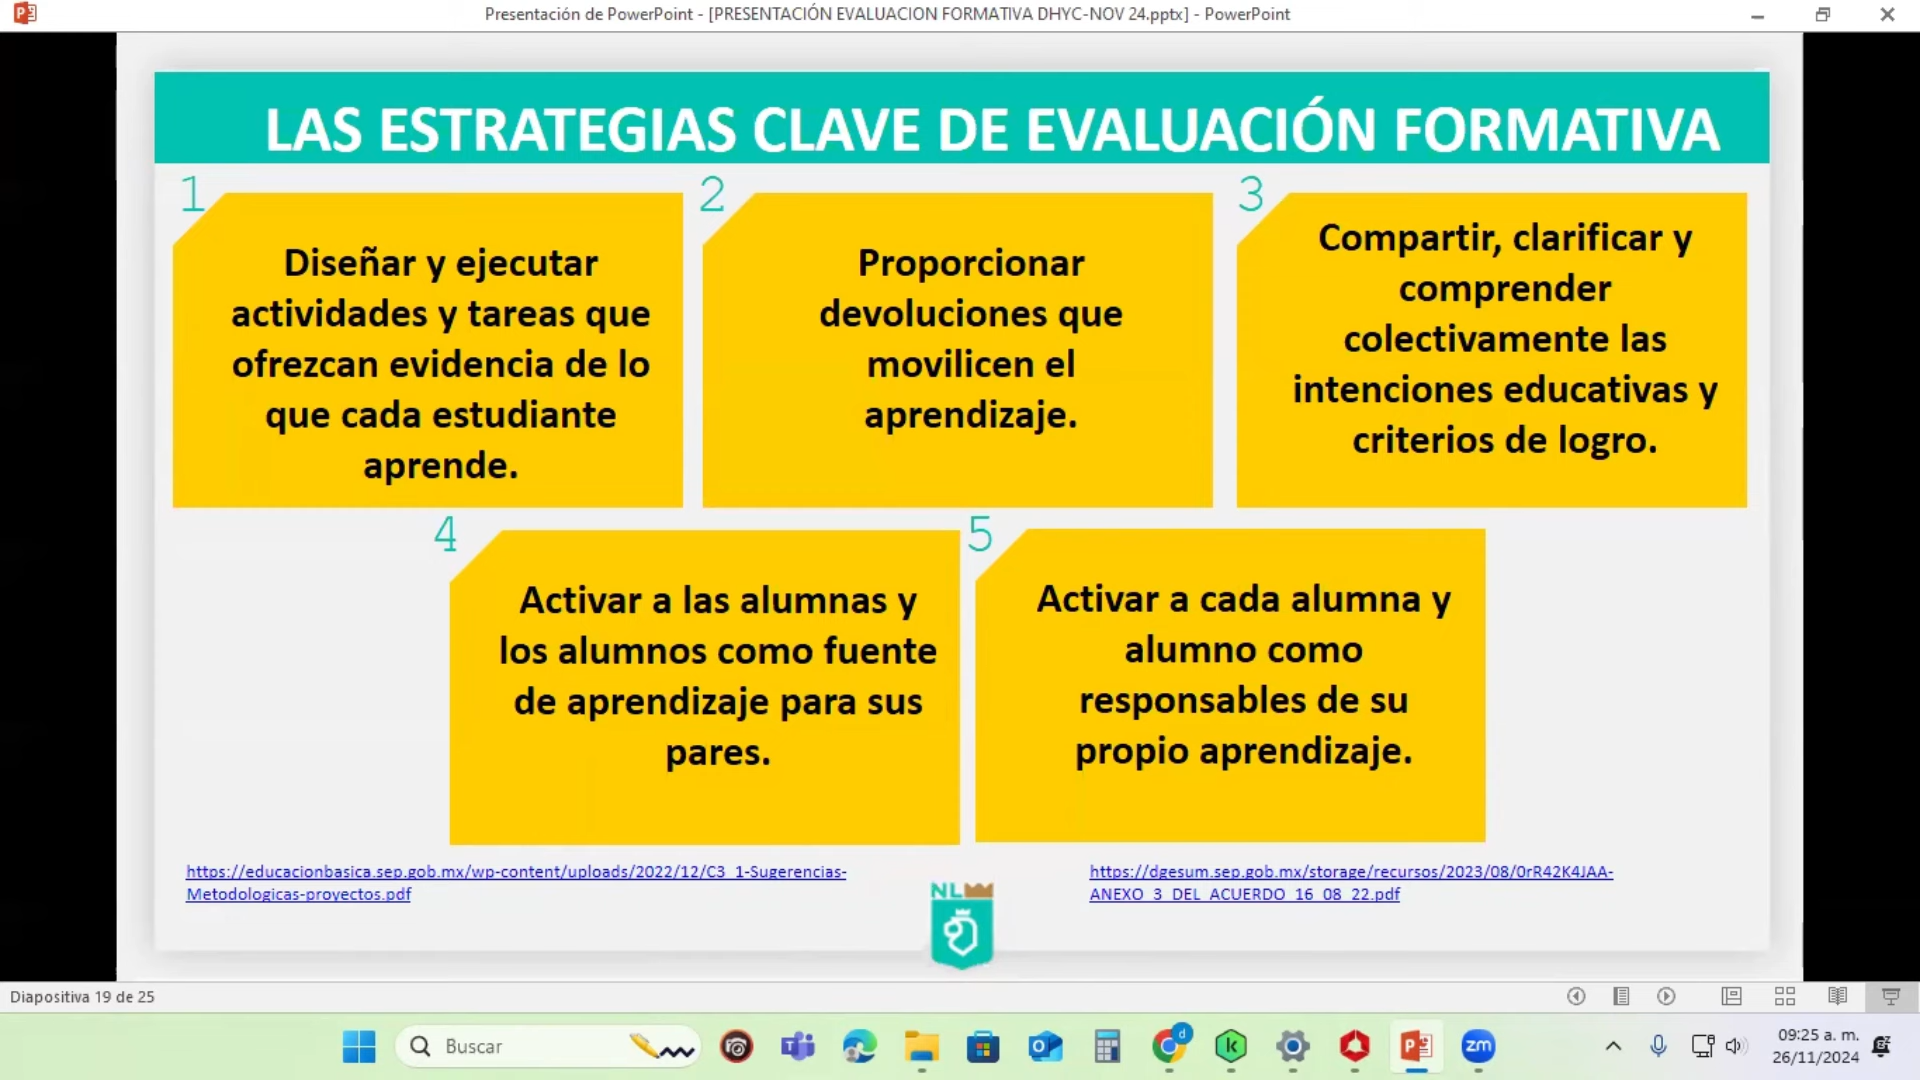 Presentación de PowerPoint - [PRESENTACIÓN EVALUACION FORMATIVA DHYC-NOV 24.pptx] - PowerPoint
LAS ESTRATEGIAS CLAVE DE EVALUACIÓN FORMATIVA
1
Diseñar y ejecutar
actividades y tareas que
ofrezcan evidencia de lo
que cada estudiante
aprende.
2
Proporcionar
devoluciones que
movilicen el
aprendizaje.
3
Compartir, clarificar y
comprender
colectivamente las
intenciones educativas y
criterios de logro.
4
Activar a las alumnas y
los alumnos como fuente
de aprendizaje para sus
pares.
5
Activar a cada alumna y
alumno como
responsables de su
propio aprendizaje.
https://educacionbasica.sep.gob.mx/wp-content/uploads/2022/12/C3_1-Sugerencias-
Metodologicas-proyectos.pdf
NL
https://dgesum.sep.gob.mx/storage/recursos/2023/08/0rR42K4JAA-
ANEXO_3_DEL_ACUERDO_16_08_22.pdf
Diapositiva 19 de 25
Buscar
d
k
zm
09:25 a. m.
26/11/2024